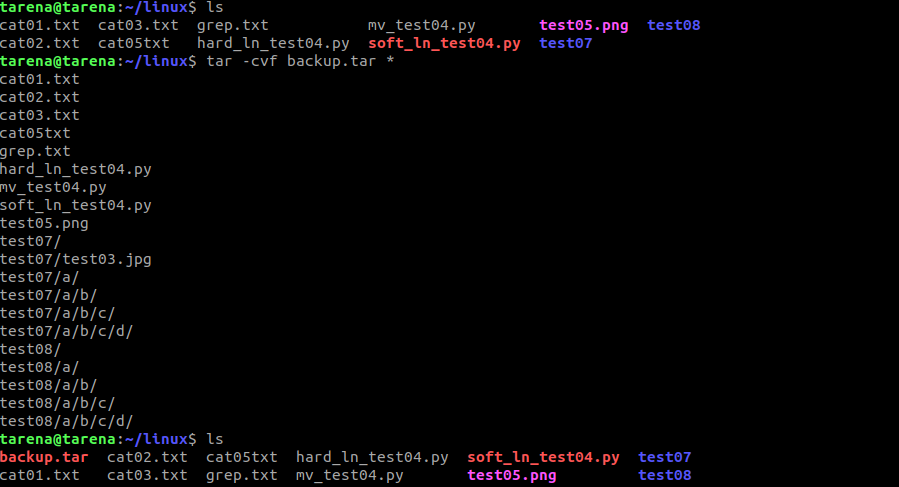 tarena@tarena:~/linux$ ls
cat01.txt  cat03.txt  grep.txt           mv_test04.py       test05.png  test08
cat02.txt  cat05txt   hard_ln_test04.py  soft_ln_test04.py  test07
tarena@tarena:~/linux$ tar -cvf backup.tar *
cat01.txt
cat02.txt
cat03.txt
cat05txt
grep.txt
hard_ln_test04.py
mv_test04.py
soft_ln_test04.py
test05.png
test07/
test07/test03.jpg
test07/a/
test07/a/b/
test07/a/b/c/
test07/a/b/c/d/
test08/
test08/a/
test08/a/b/
test08/a/b/c/
test08/a/b/c/d/
tarena@tarena:~/linux$ ls
backup.tar  cat02.txt  cat05txt  hard_ln_test04.py  soft_ln_test04.py  test07
cat01.txt   cat03.txt  grep.txt  mv_test04.py       test05.png         test08